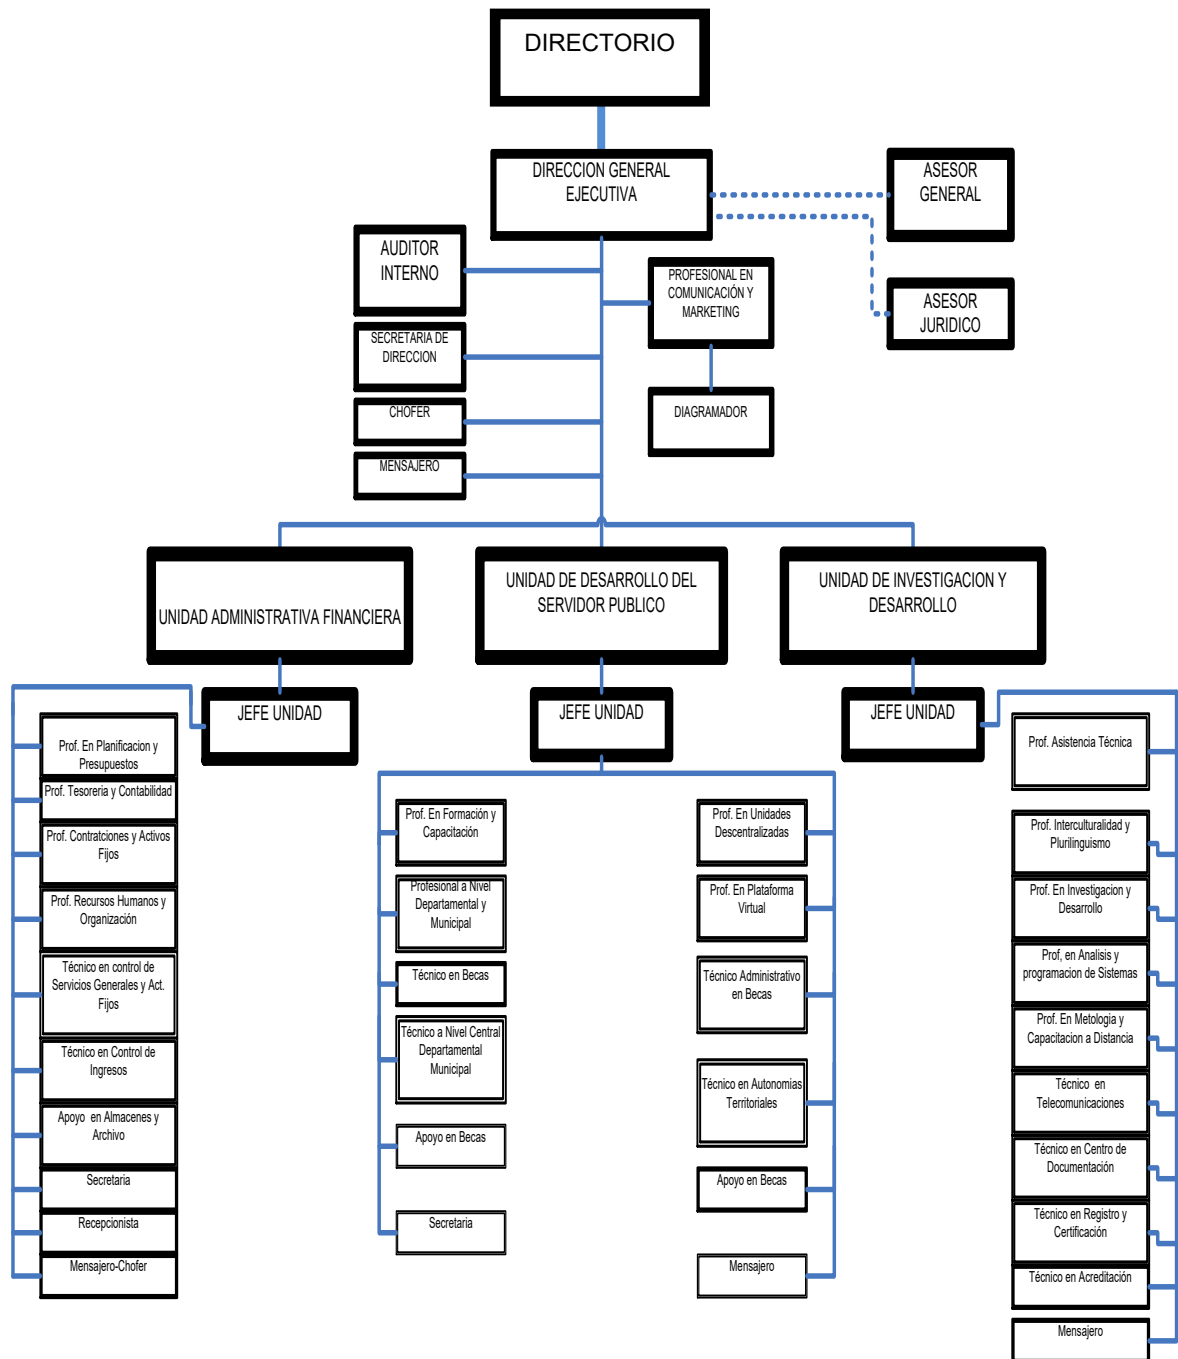 DIRECTORIO
DIRECCION GENERAL
EJECUTIVA
ASESOR
GENERAL
AUDITOR
INTERNO
PROFESIONAL EN
COMUNICACIÓN Y
MARKETING
ASESOR
JURIDICO
SECRETARIA DE
DIRECCION
CHOFER
DIAGRAMADOR
MENSAJERO
UNIDAD ADMINISTRATIVA FINANCIERA
UNIDAD DE DESARROLLO DEL
SERVIDOR PUBLICO
UNIDAD DE INVESTIGACION Y
DESARROLLO
JEFE UNIDAD
JEFE UNIDAD
JEFE UNIDAD
Prof. En Planificacion y
Presupuestos
Prof. Tesoreria y Contabilidad
Prof. Contratciones y Activos
Fijos
Prof. Recursos Humanos y
Organización
Técnico en control de
Servicios Generales y Act.
Fijos
Técnico en Control de
Ingresos
Apoyo en Almacenes y
Archivo
Secretaria
Recepcionista
Mensajero-Chofer
Prof. En Formación y
Capacitación
Profesional a Nivel
Departamental y
Municipal
Técnico en Becas
Técnico a Nivel Central
Departamental
Municipal
Apoyo en Becas
Secretaria
Prof. En Unidades
Descentralizadas
Prof. En Plataforma
Virtual
Técnico Administrativo
en Becas
Técnico en Autonomias
Territoriales
Apoyo en Becas
Mensajero
Prof. Asistencia Técnica
Prof. Interculturalidad y
Plurilinguismo
Prof. En Investigacion y
Desarrollo
Prof, en Analisis y
programacion de Sistemas
Prof. En Metologia y
Capacitacion a Distancia
Técnico en
Telecomunicaciones
Técnico en Centro de
Documentación
Técnico en Registro y
Certificación
Técnico en Acreditación
Mensajero